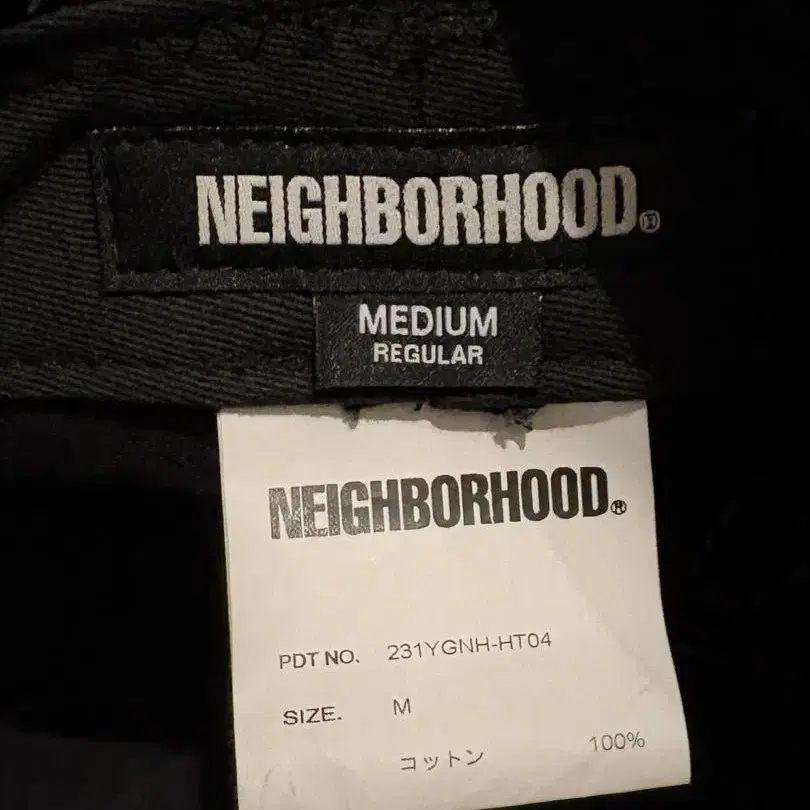 NEIGHBORHOOD®
MEDIUM
REGULAR
NEIGHBORHOOD®
PDT NO. 231YGNH-HT04
SIZE. M
コットン 100%